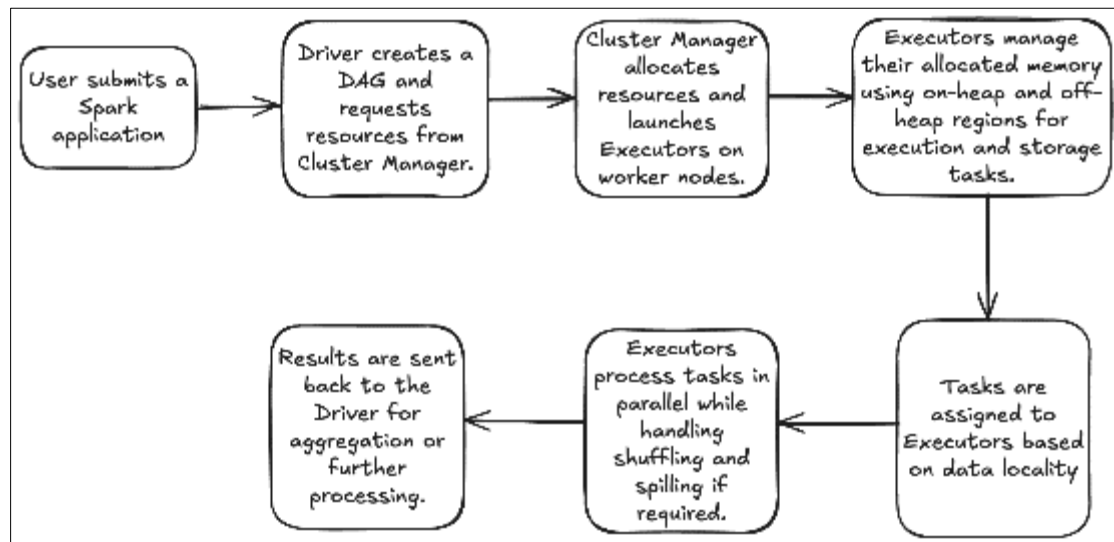 User submits a
Spark
application
Driver creates a
DAG and
requests
resources from
Cluster Manager.
Cluster Manager
allocates
resources and
launches
Executors on
worker nodes.
Executors manage
their allocated memory
using on-heap and off-
heap regions for
execution and storage
tasks.
Tasks are
assigned to
Executors based
on data locality
Executors
process tasks in
parallel while
handling
shuffling and
spilling if
required.
Results are sent
back to the
Driver for
aggregation or
further
processing.